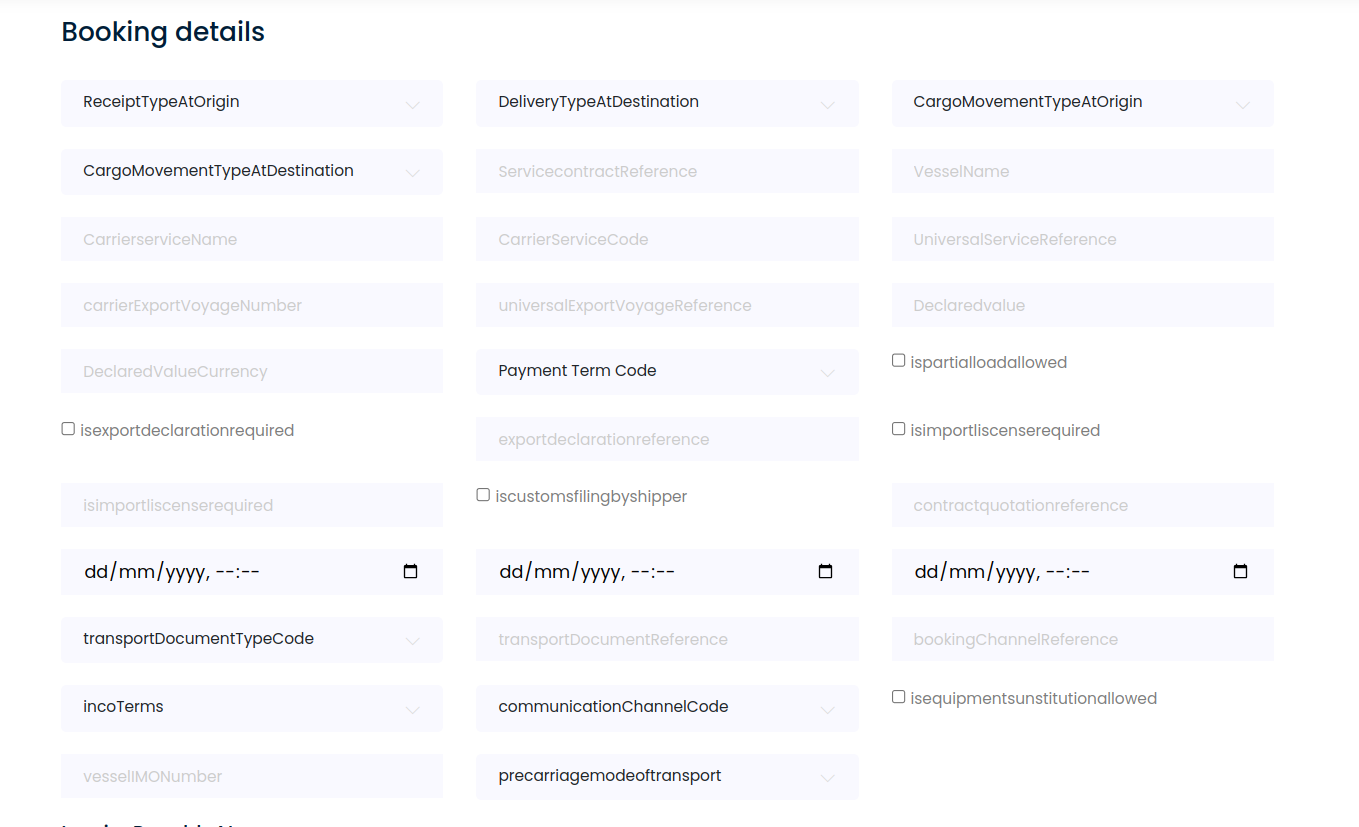 Booking details
ReceiptTypeAtOrigin DeliveryTypeAtDestination CargoMovementTypeAtOrigin
CargoMovementTypeAtDestination ServicecontractReference VesselName
CarrierserviceName CarrierServiceCode UniversalServiceReference
carrierExportVoyageNumber universalExportVoyageReference Declaredvalue
DeclaredValueCurrency Payment Term Code ispartialloadallowed
isexportdeclarationrequired exportdeclarationreference isimportliscenserequired
isimportliscenserequired iscustomsfilingbyshipper contractquotationreference
dd/mm/yyyy, --:-- dd/mm/yyyy, --:-- dd/mm/yyyy, --:--
transportDocumentTypeCode transportDocumentReference bookingChannelReference
incoTerms communicationChannelCode isequipmentsunstitutionallowed
vesselIMONumber precarriagemodeoftransport